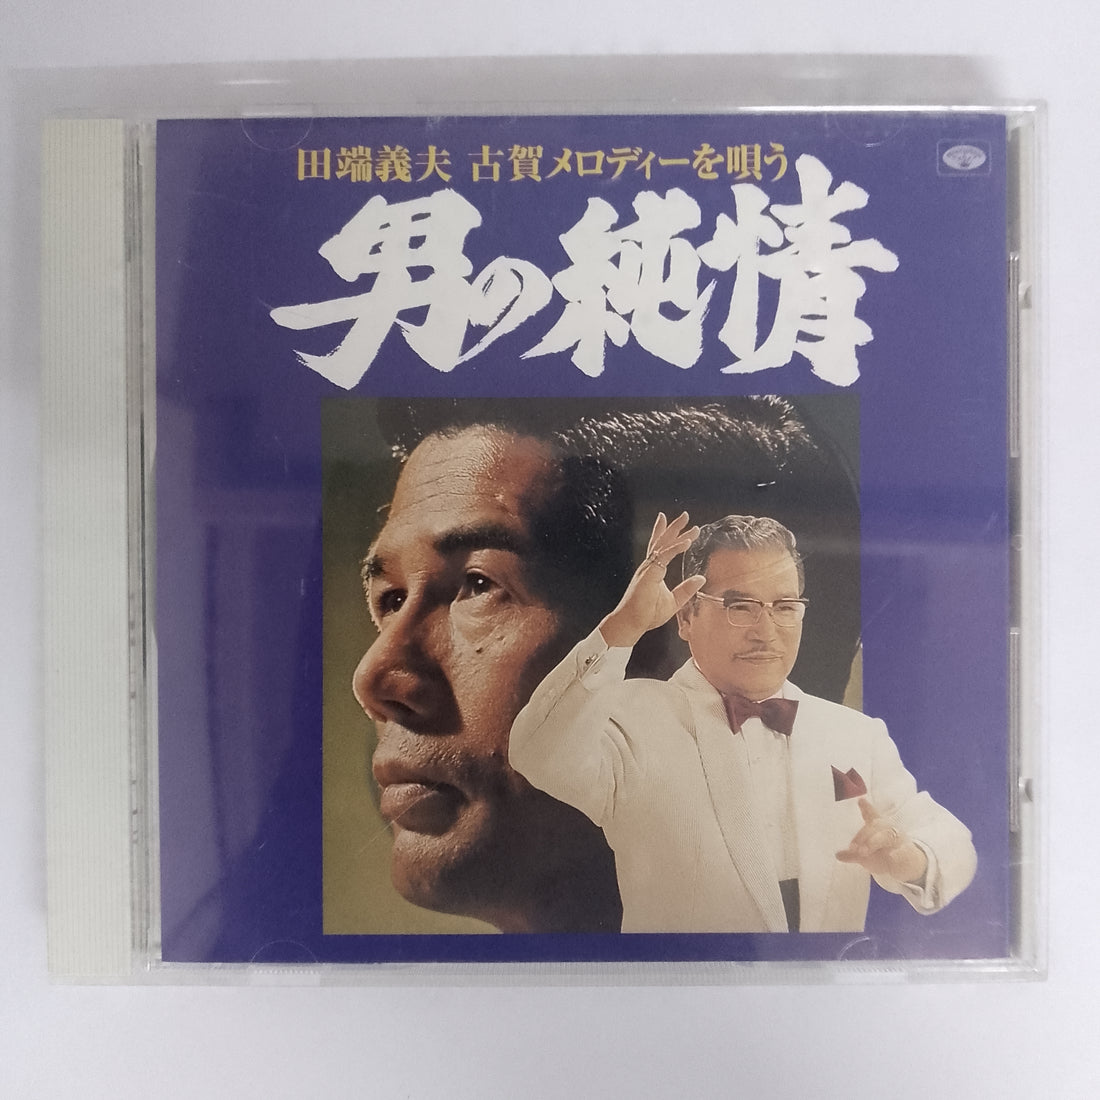 田端義夫 古賀メロディーを唄う
男の純情